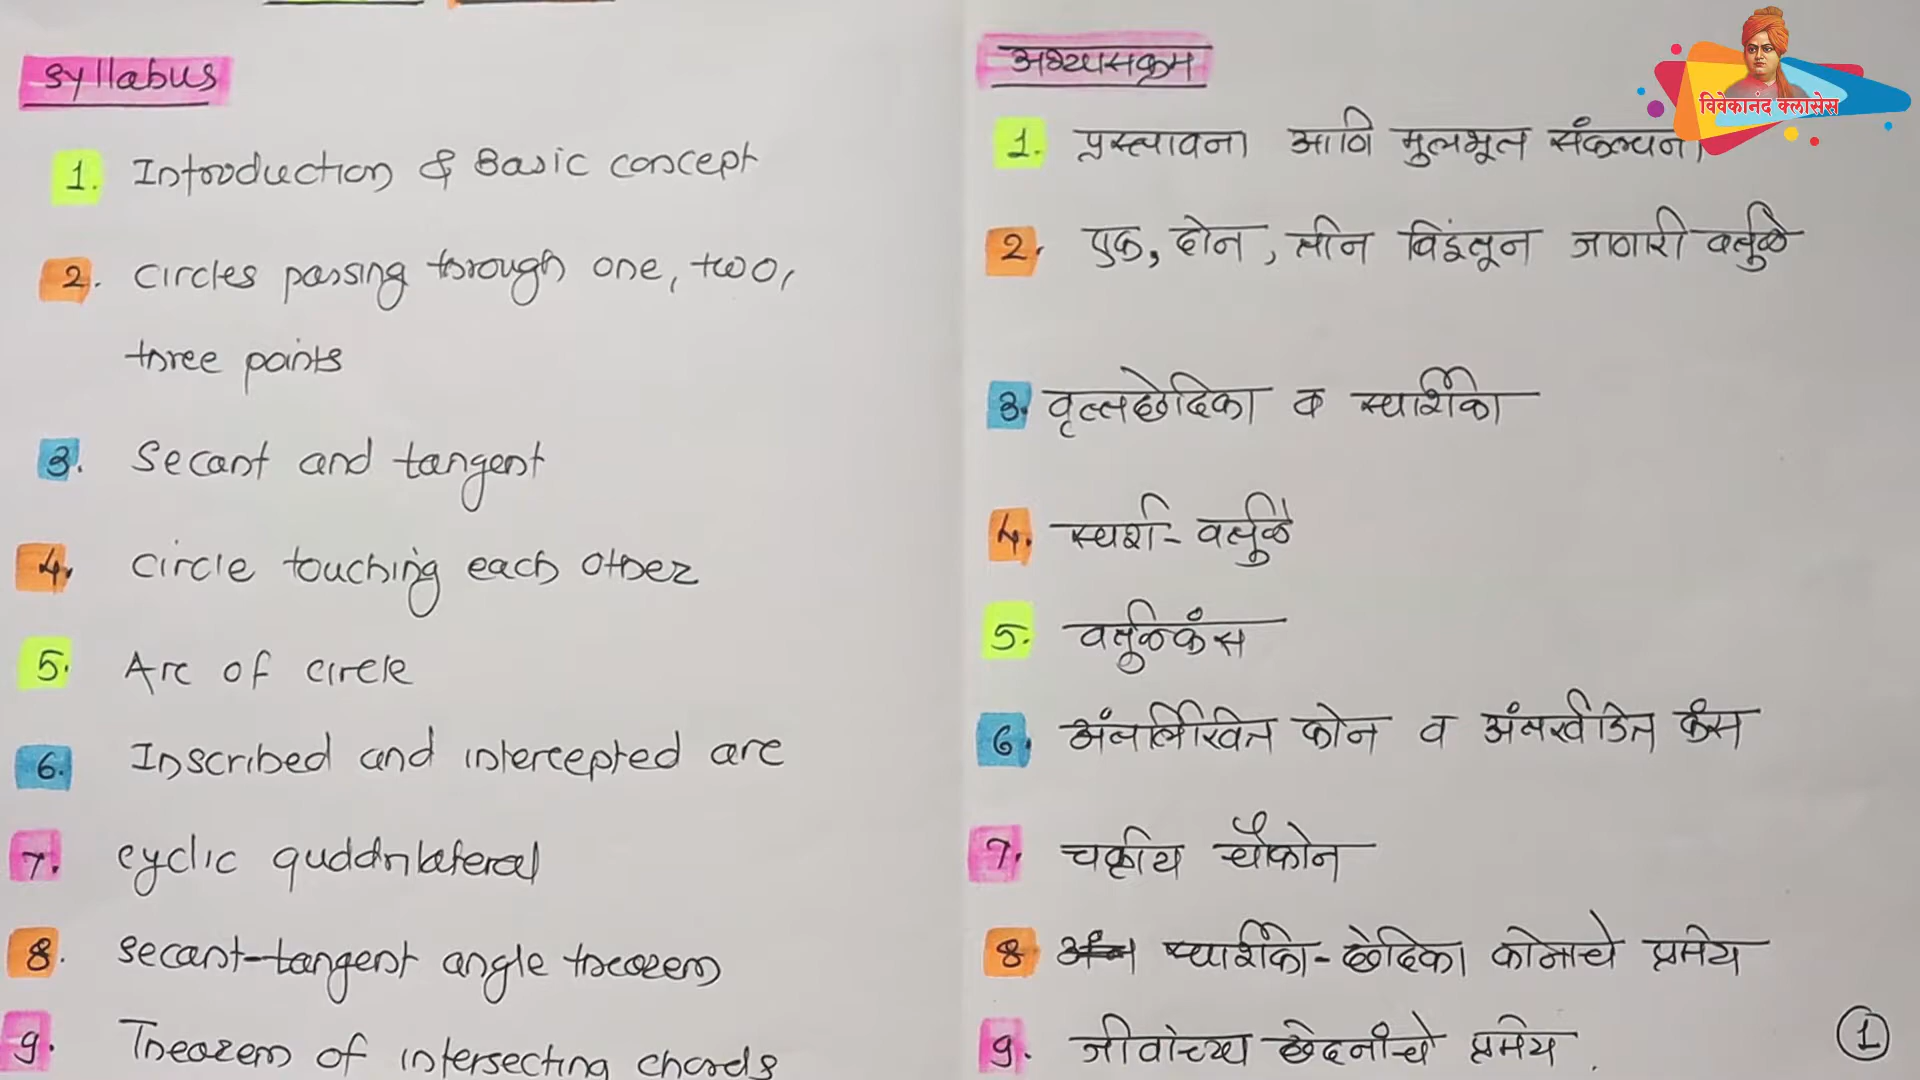 syllabus
1. Introduction & Basic concept
2. circles passing through one, two,
three points
3. Secant and tangent
4. circle touching each other
5. Arc of circle
6. Inscribed and intercepted arc
7. cyclic quddrilateral
8. secant-tangent angle theorem
9. Theorem of intersecting chords
अभ्यासक्रम
1. प्रस्तावना आणि मुलभूत संकल्पना
2. एक, दोन, तीन बिंदूतून जाणारी वर्तुळे
3. वृत्तछेदिका व स्पर्शिका
4. स्पर्श-वर्तुळे
5. वर्तुळकंस
6. अंतर्लिखित कोन व अंतर्खंडित कंस
7. चक्रीय चौकोन
8 स्पर्शिका-छेदिका कोनाचे प्रमेय
9. जीवांच्या छेदनाचे प्रमेय.
1
विवेकानंद क्लासेस